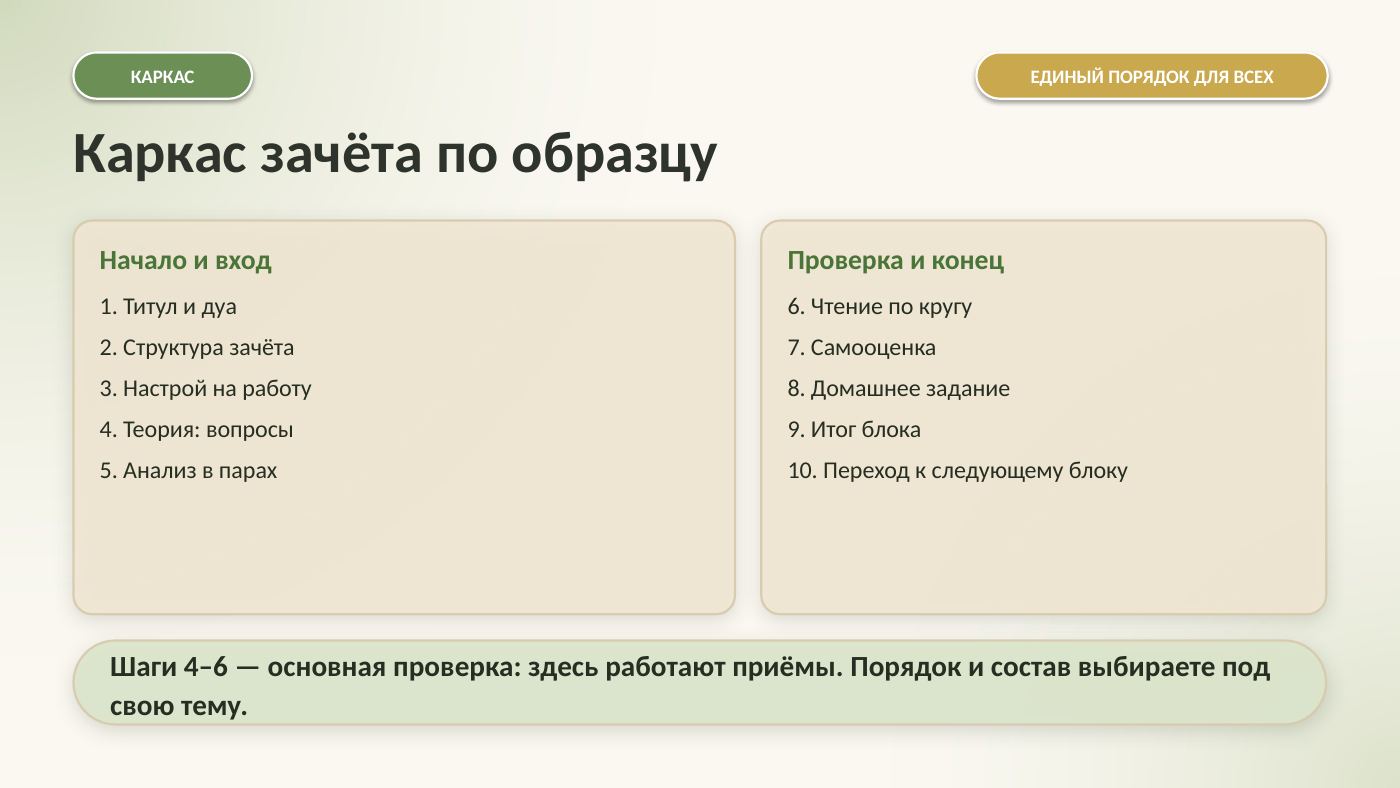 КАРКАС
ЕДИНЫЙ ПОРЯДОК ДЛЯ ВСЕХ
Каркас зачёта по образцу
Начало и вход
1. Титул и дуа
2. Структура зачёта
3. Настрой на работу
4. Теория: вопросы
5. Анализ в парах
Проверка и конец
6. Чтение по кругу
7. Самооценка
8. Домашнее задание
9. Итог блока
10. Переход к следующему блоку
Шаги 4–6 — основная проверка: здесь работают приёмы. Порядок и состав выбираете под
свою тему.